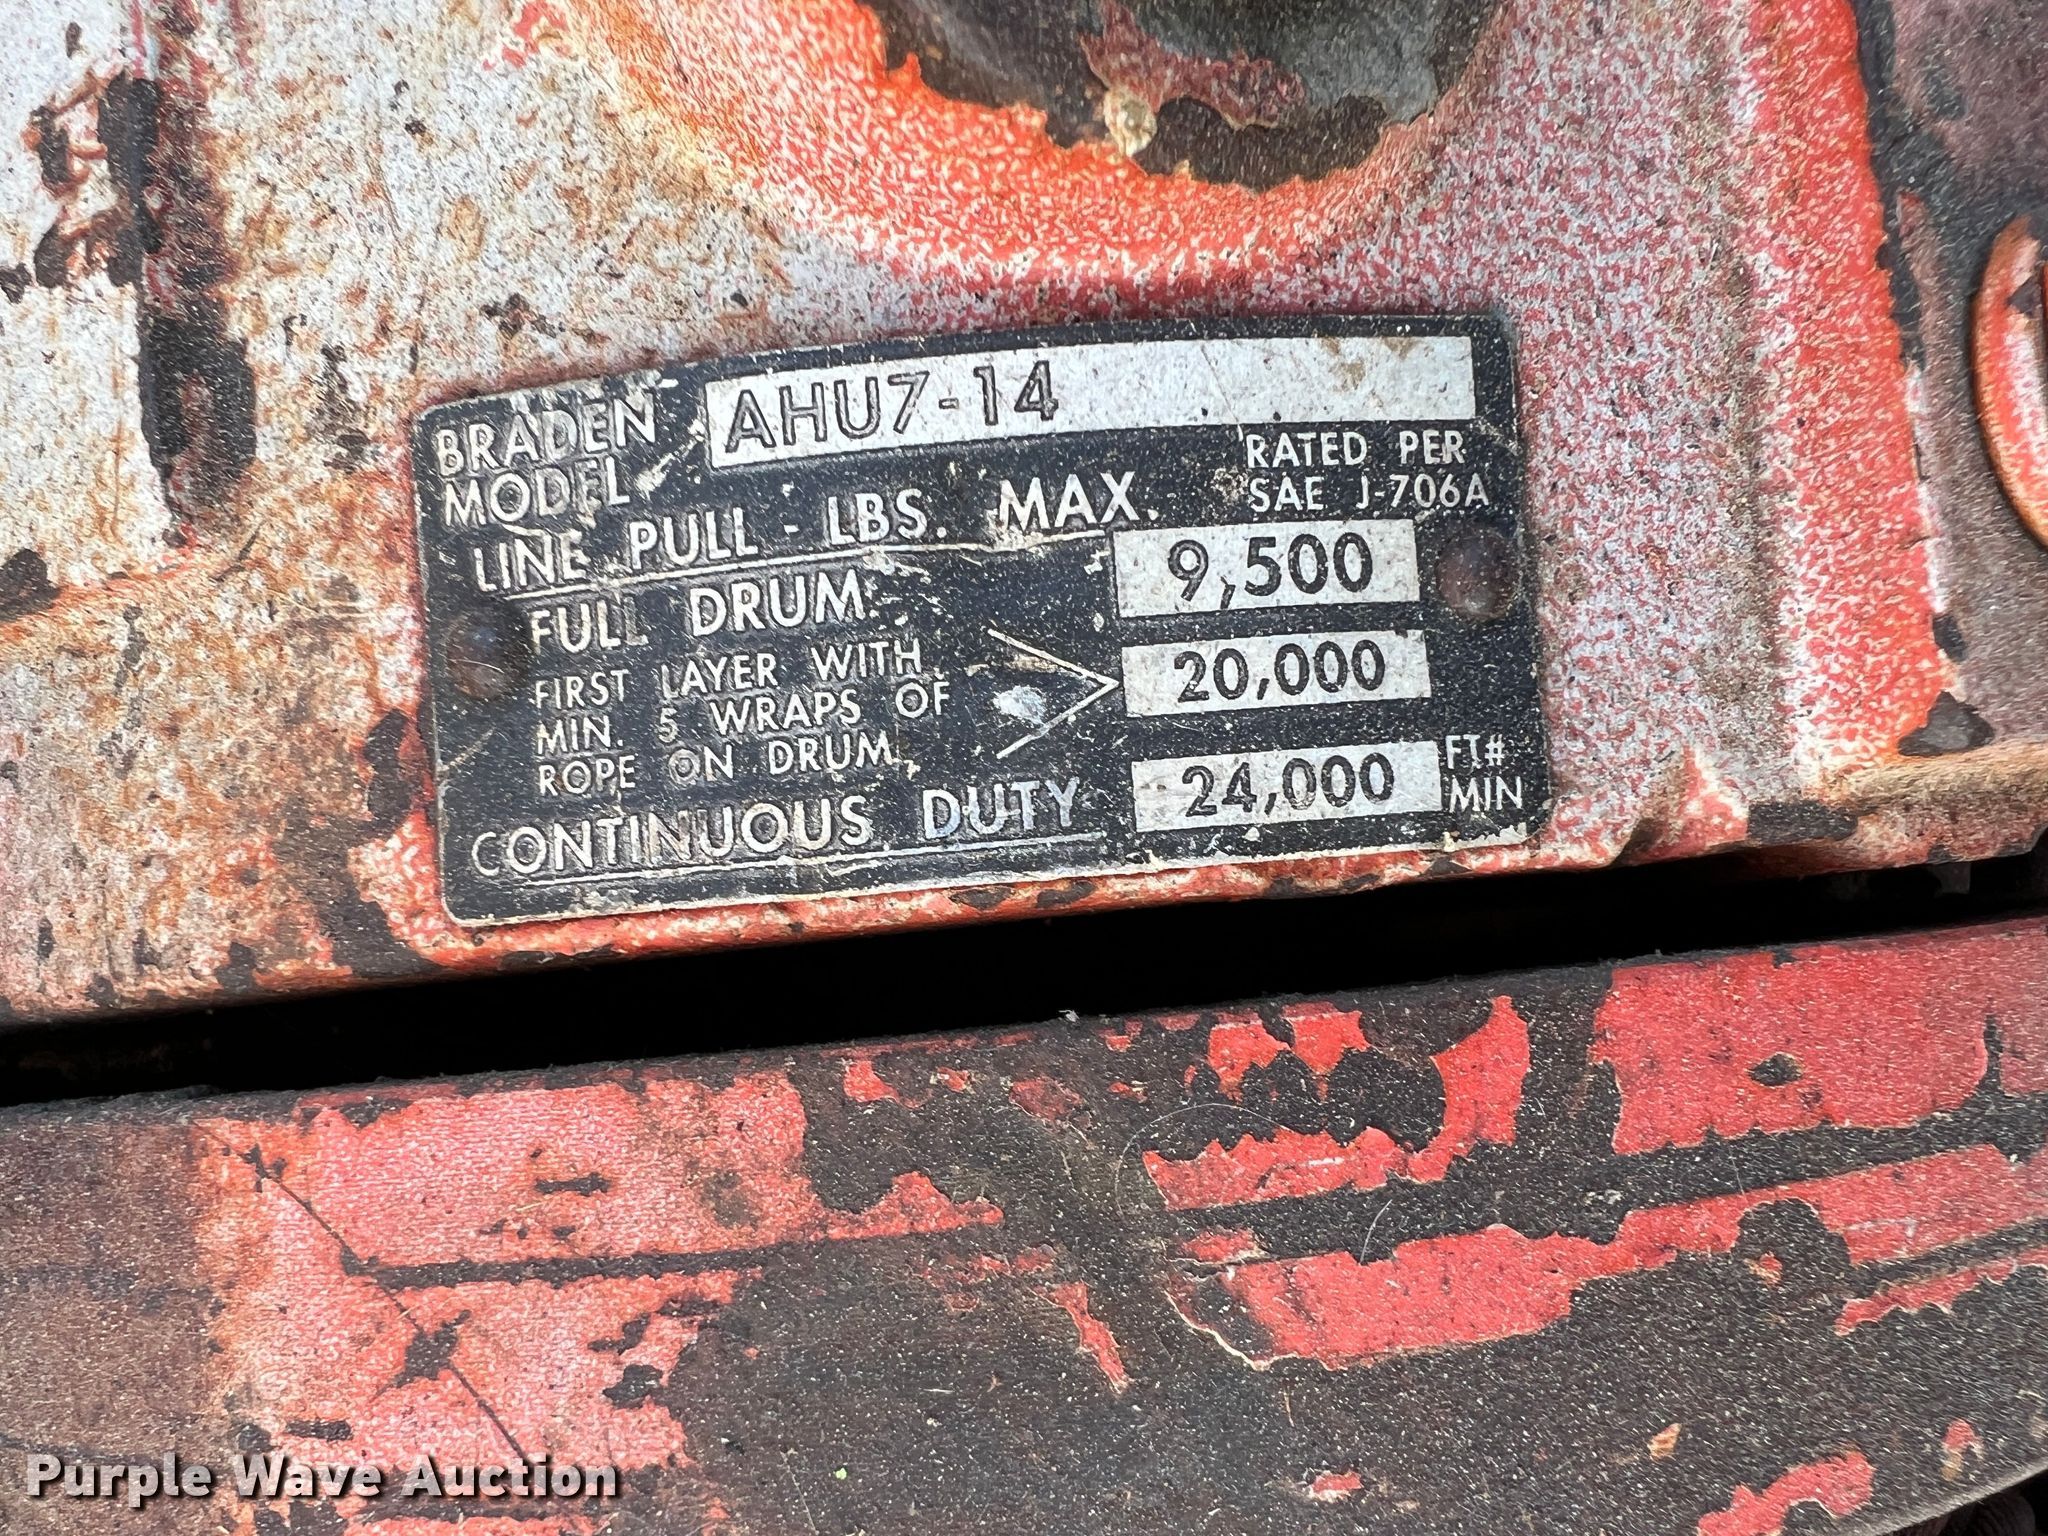 BRADEN MODEL AHU7-14
LINE PULL - LBS. MAX. RATED PER
SAE J-706A
FULL DRUM 9,500
FIRST LAYER WITH
MIN. 5 WRAPS OF
ROPE ON DRUM 20,000
CONTINUOUS DUTY 24,000 FT#
MIN
Purple Wave Auction